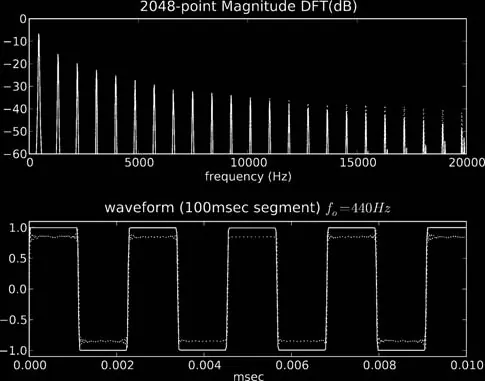 2048-point Magnitude DFT(dB)
0
−10
−20
−30
−40
−50
−60
0 5000 10000 15000 20000
frequency (Hz)
waveform (100msec segment) fₒ=440Hz
1.0
0.5
0.0
−0.5
−1.0
0.000 0.002 0.004 0.006 0.008 0.010
msec